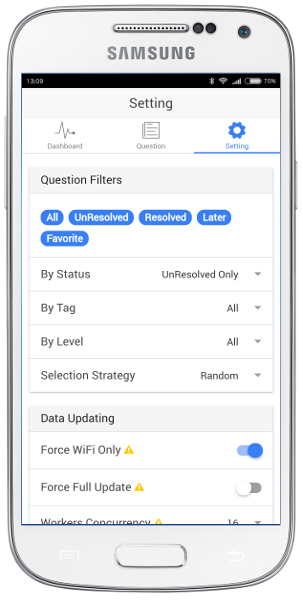 SAMSUNG
13:09 70%
Setting
Dashboard Question Setting
Question Filters
All UnResolved Resolved Later
Favorite
By Status UnResolved Only
By Tag All
By Level All
Selection Strategy Random
Data Updating
Force WiFi Only
Force Full Update
Workers Concurrency 16